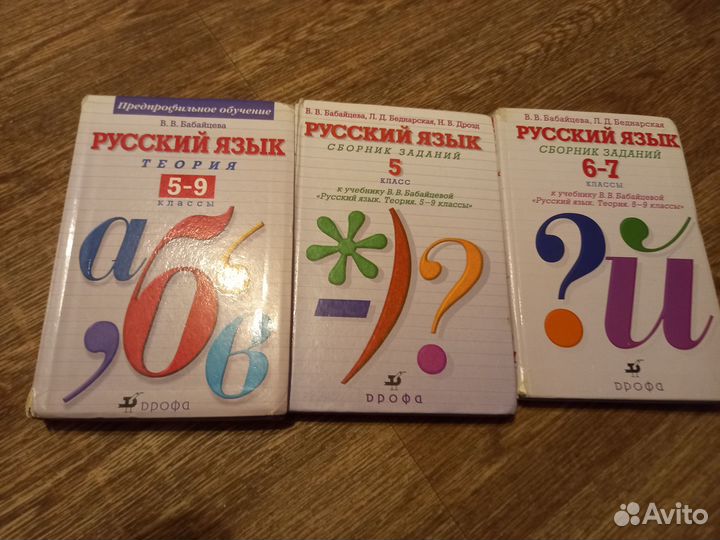 Предпрофильное обучение
В. В. Бабайцева
РУССКИЙ ЯЗЫК
ТЕОРИЯ
5-9
КЛАССЫ
а б в ,
дрофа
В. В. Бабайцева, Л. Д. Беднарская, Н. В. Дрозд
РУССКИЙ ЯЗЫК
СБОРНИК ЗАДАНИЙ
5
КЛАСС
к учебнику В. В. Бабайцевой
«Русский язык. Теория. 5–9 классы»
* - ) ?
дрофа
В. В. Бабайцева, Л. Д. Беднарская
РУССКИЙ ЯЗЫК
СБОРНИК ЗАДАНИЙ
6-7
КЛАССЫ
к учебнику В. В. Бабайцевой
«Русский язык. Теория. 5–9 классы»
? й
дрофа
Avito